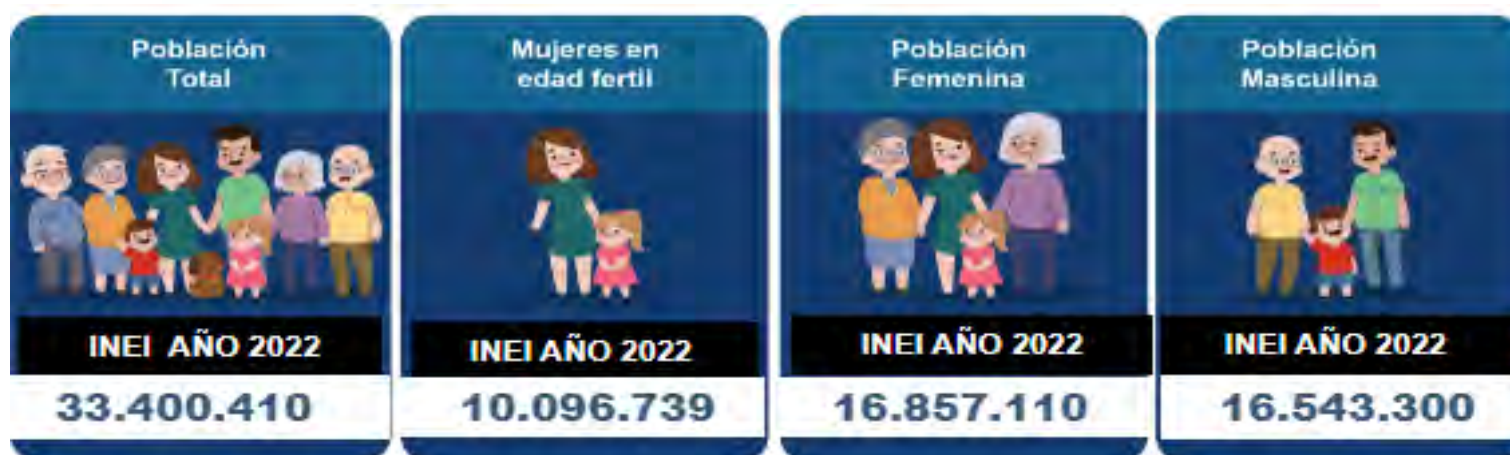 Población
Total
INEI AÑO 2022
33.400.410
Mujeres en
edad fertil
INEI AÑO 2022
10.096.739
Población
Femenina
INEI AÑO 2022
16.857.110
Población
Masculina
INEI AÑO 2022
16.543.300